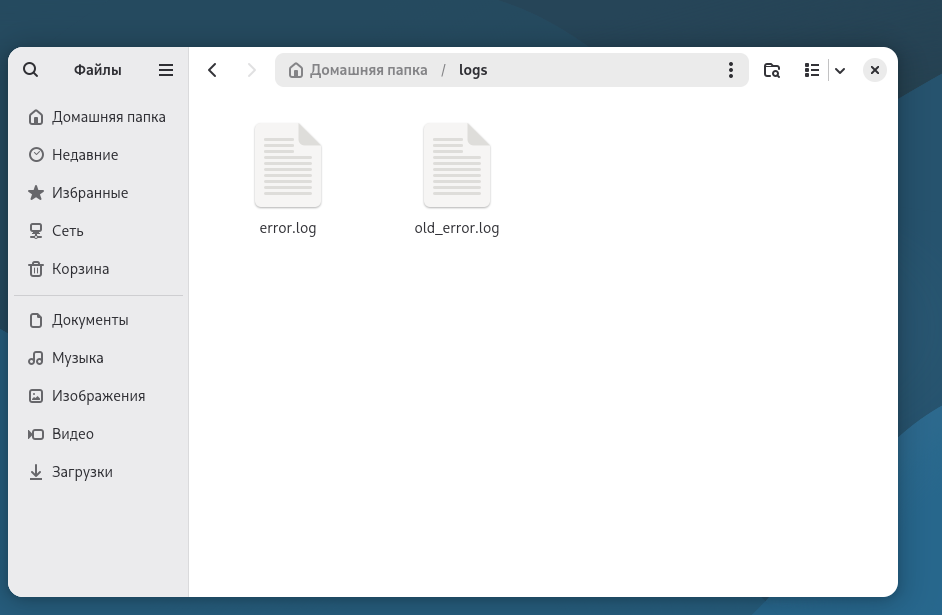 Файлы
Домашняя папка / logs
Домашняя папка
Недавние
Избранные
Сеть
Корзина
Документы
Музыка
Изображения
Видео
Загрузки
error.log
old_error.log